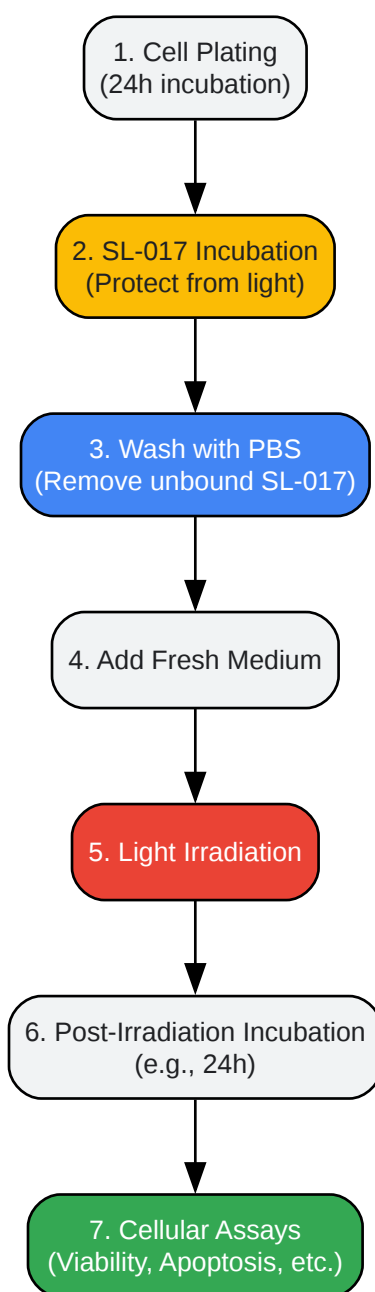 1. Cell Plating
(24h incubation)
2. SL-017 Incubation
(Protect from light)
3. Wash with PBS
(Remove unbound SL-017)
4. Add Fresh Medium
5. Light Irradiation
6. Post-Irradiation Incubation
(e.g., 24h)
7. Cellular Assays
(Viability, Apoptosis, etc.)